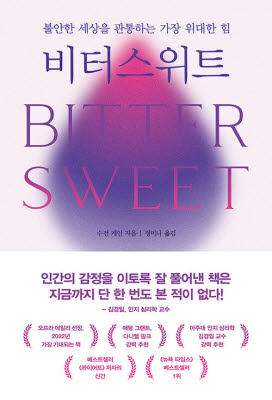 불안한 세상을 관통하는 가장 위대한 힘
비터스위트
BITTER
SWEET
수전 케인 지음 | 정미나 옮김
인간의 감정을 이토록 잘 풀어낸 책은
지금까지 단 한 번도 본 적이 없다!
– 김경일, 인지 심리학 교수
오프라 데일리 선정,
2022년
가장 기대되는 책
애덤 그랜트,
다니엘 핑크
강력 추천
아주대 인지 심리학
김경일 교수
강력 추천
베스트셀러
《콰이어트》 저자의
신간
《뉴욕 타임스》
베스트셀러
1위